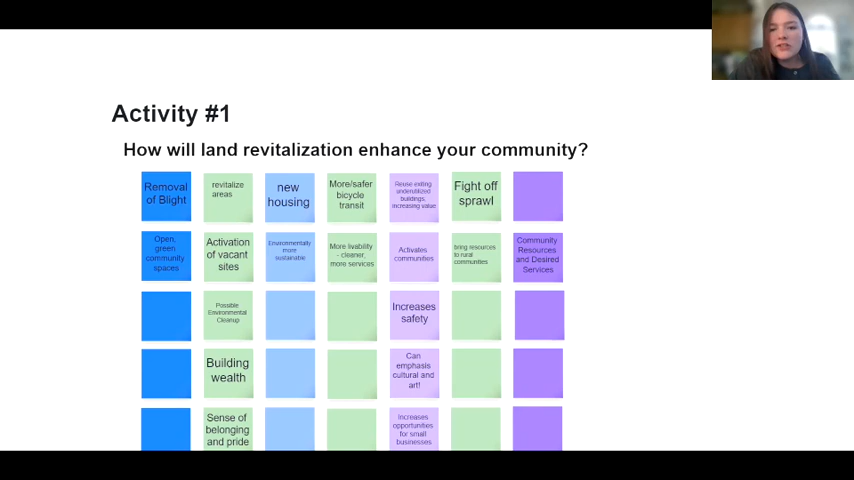 Activity #1
How will land revitalization enhance your community?
Removal
of Blight
revitalize
areas
new
housing
More/safer
bicycle
transit
Reuse exiting
underutilized
buildings,
increasing value
Fight off
sprawl
Open,
green
community
spaces
Activation
of vacant
sites
Environmentally
more
sustainable
More livability
- cleaner,
more services
Activates
communities
bring resources
to rural
communities
Community
Resources
and Desired
Services
Possible
Environmental
Cleanup
Increases
safety
Building
wealth
Can
emphasis
cultural and
art!
Sense of
belonging
and pride
Increases
opportunities
for small
businesses